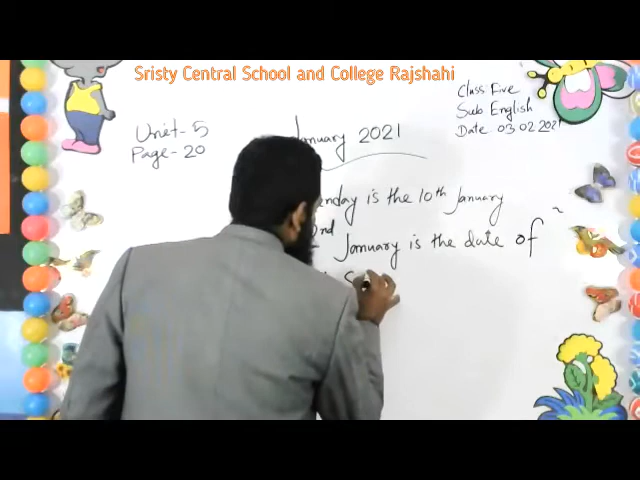 Sristy Central School and College Rajshahi
Class Five
Sub English
Date 03 02 2021
Unit-5
Page-20
January 2021
is the 10th January
2nd January is the date of